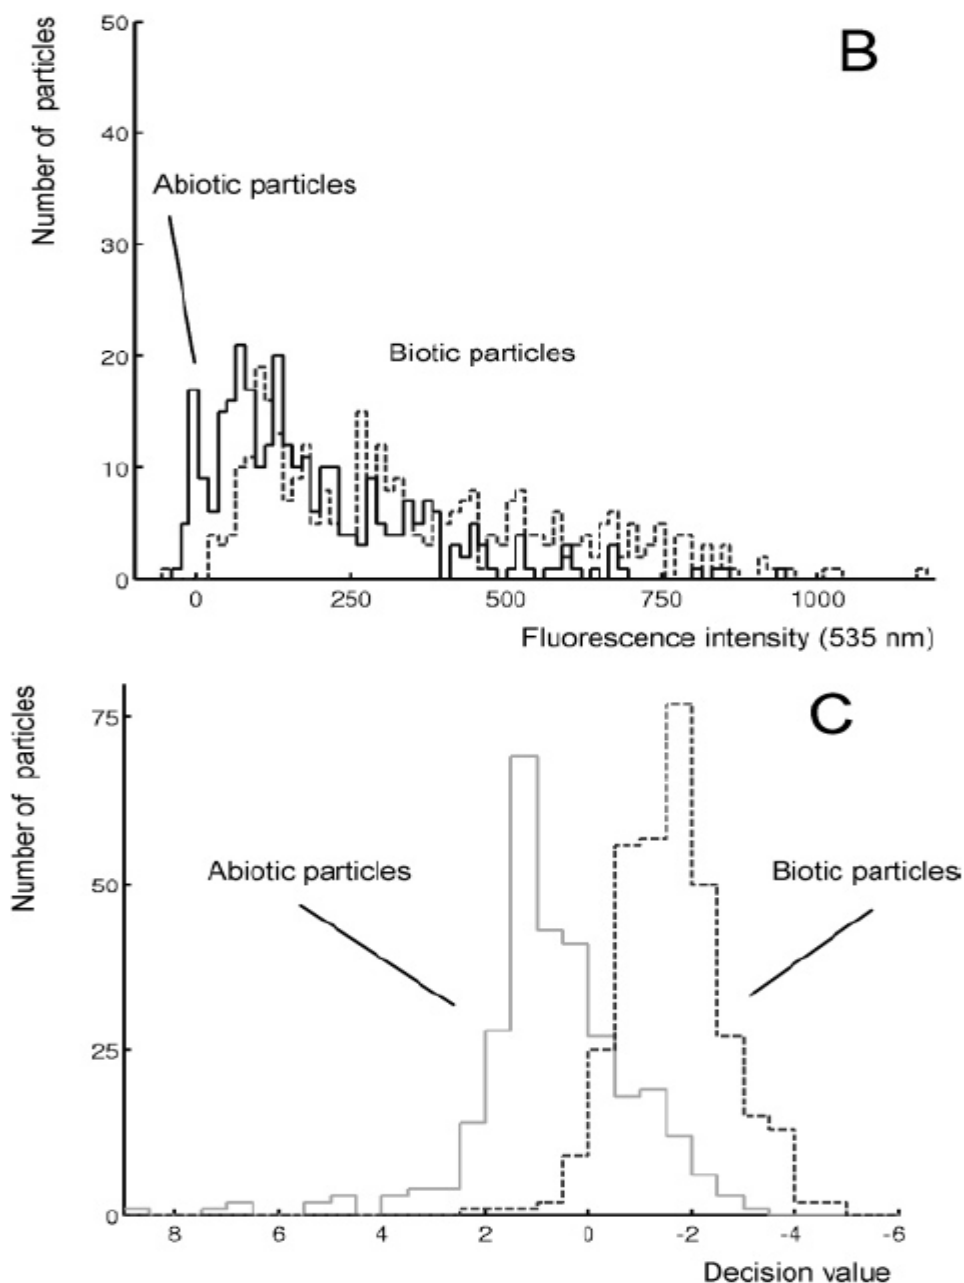 B
Number of particles
50
40
30
20
10
0
Abiotic particles
Biotic particles
0 250 500 750 1000
Fluorescence intensity (535 nm)
C
Number of particles
75
50
25
0
Abiotic particles
Biotic particles
8 6 4 2 0 -2 -4 -6
Decision value